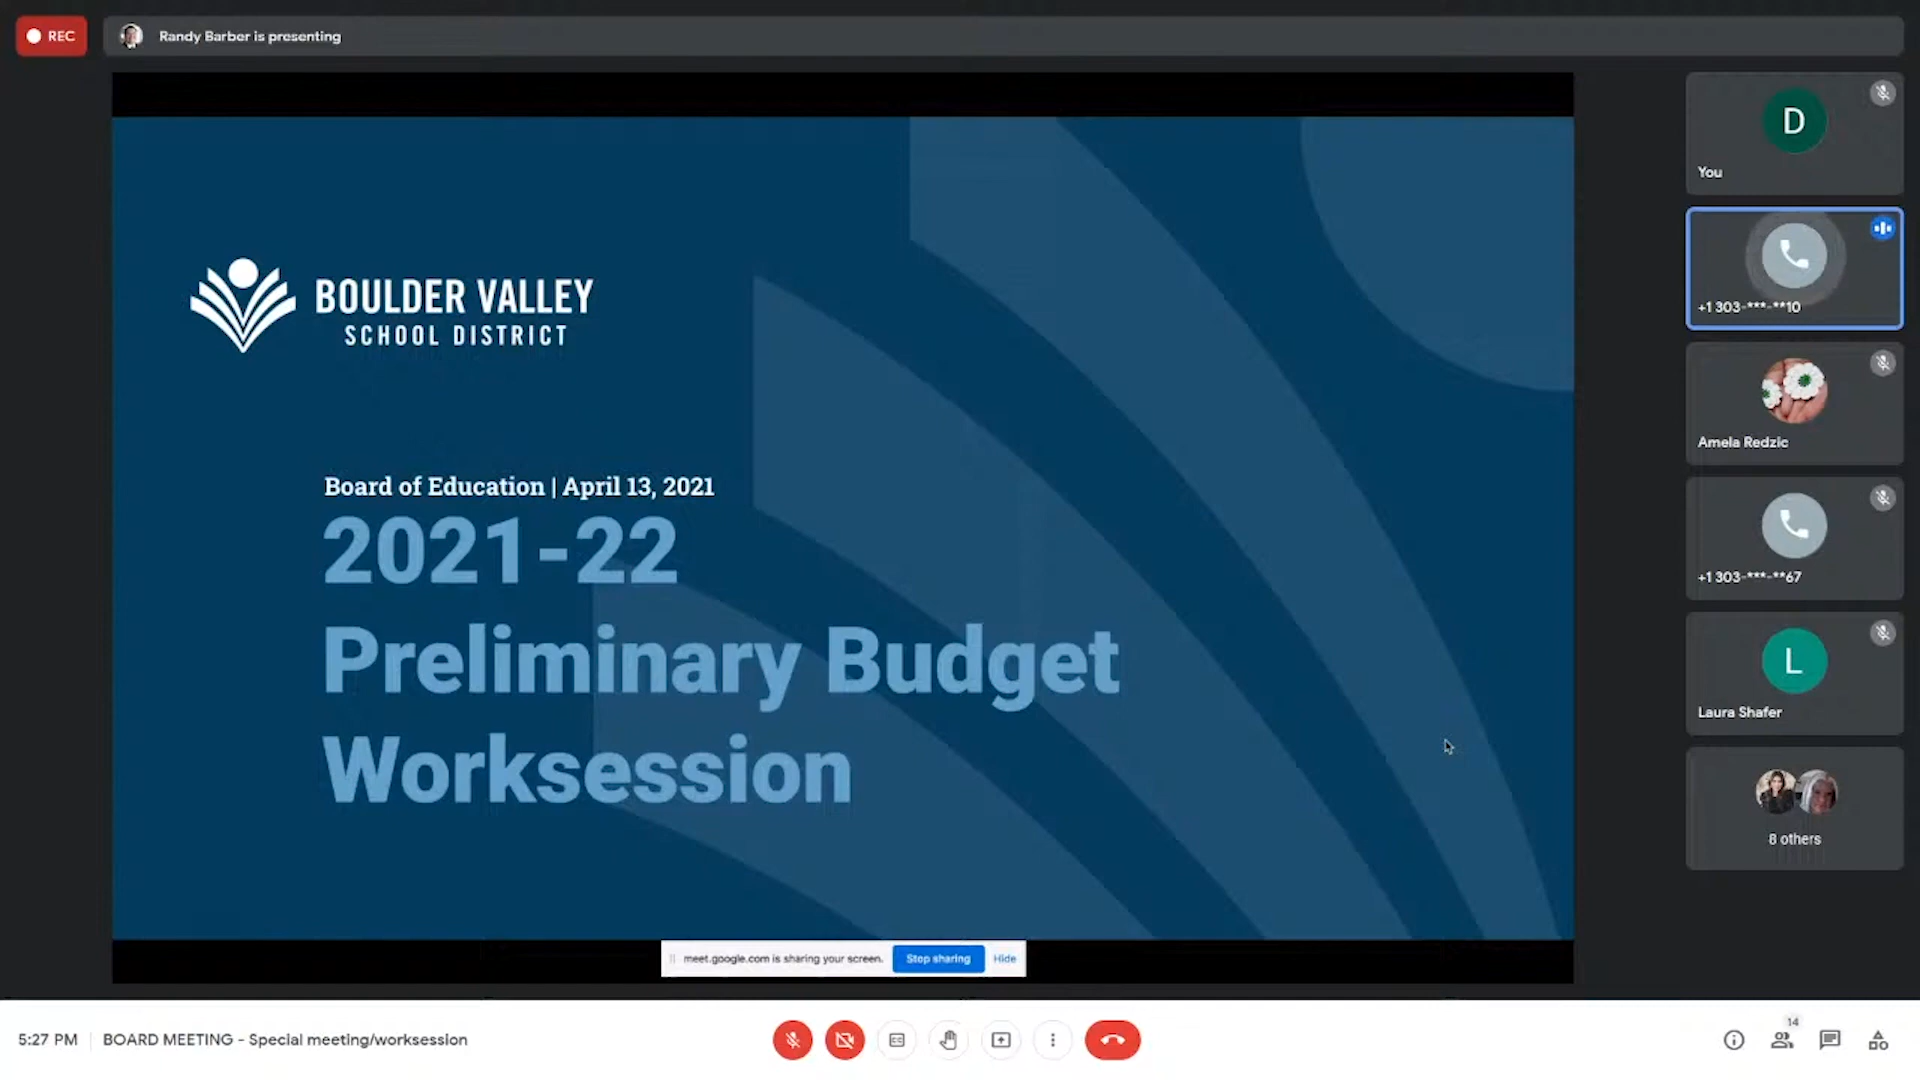 REC
Randy Barber is presenting
D
You
+1 303-***-**10
Amela Redzic
+1 303-***-**67
L
Laura Shafer
8 others
BOULDER VALLEY
SCHOOL DISTRICT
Board of Education | April 13, 2021
2021-22
Preliminary Budget
Worksession
meet.google.com is sharing your screen.
Stop sharing
Hide
5:27 PM
BOARD MEETING - Special meeting/worksession
14